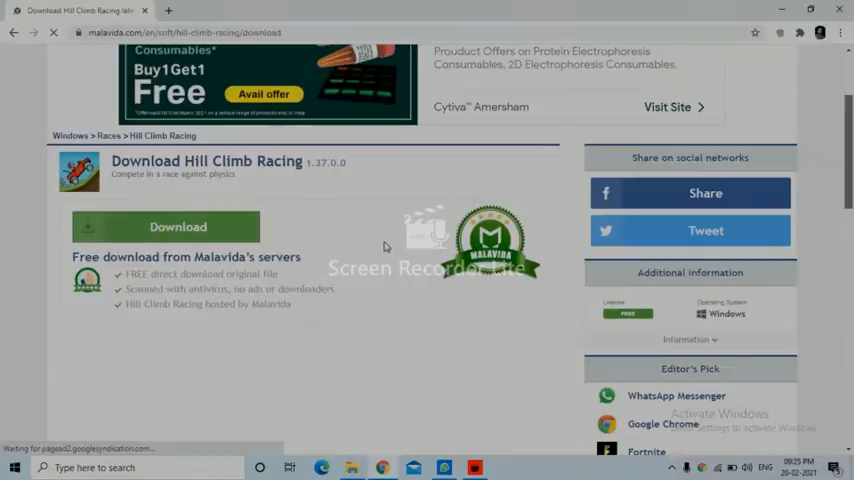 Download Hill Climb Racing (late
malavida.com/en/soft/hill-climb-racing/download
Consumables*
Buy1Get1
Free
Avail offer
Product Offers on Protein Electrophoresis
Consumables, 2D Electrophoresis Consumables.
Cytiva™ Amersham
Visit Site
Windows > Races > Hill Climb Racing
Download Hill Climb Racing 1.37.0.0
Compete in a race against physics
Download
Free download from Malavida's servers
FREE direct download original file
Scanned with antivirus, no ads or downloaders
Hill Climb Racing hosted by Malavida
MALAVIDA
Screen Recorder Lite
Share on social networks
Share
Tweet
Additional information
License
FREE
Operating System
Windows
Information
Editor's Pick
WhatsApp Messenger
Google Chrome
Fortnite
Activate Windows
Settings to activate Windows.
Waiting for pagead2.googlesyndication.com...
Type here to search
ENG
09:25 PM
20-02-2021